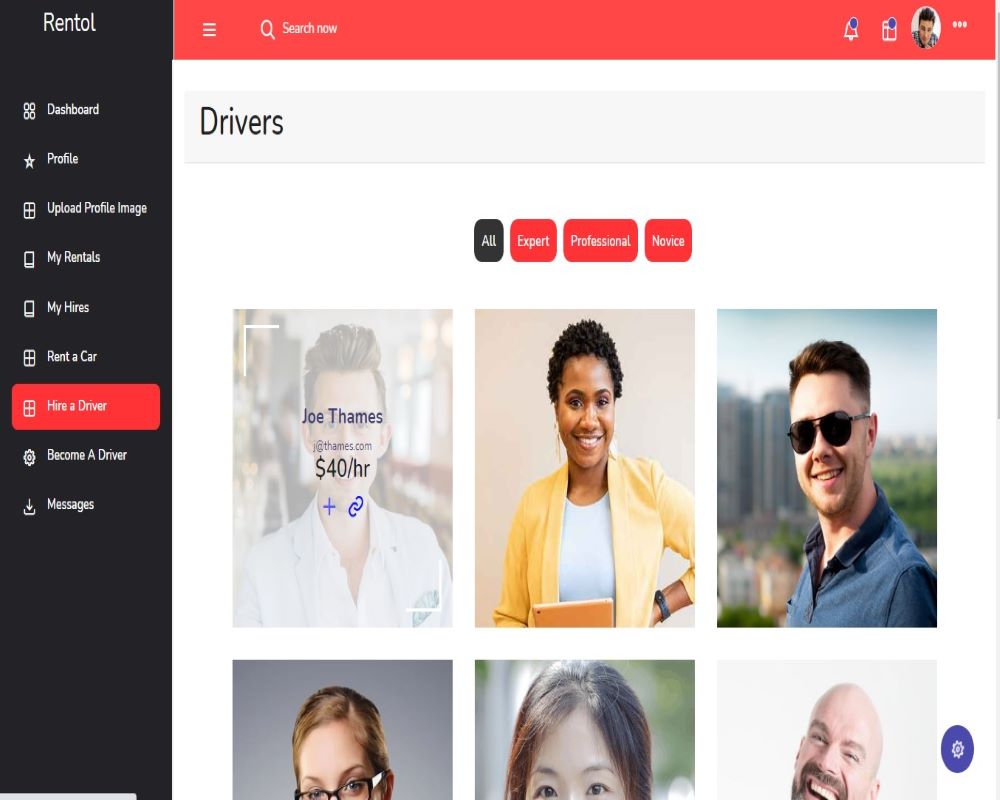 Rentol
Search now
Dashboard
Profile
Upload Profile Image
My Rentals
My Hires
Rent a Car
Hire a Driver
Become A Driver
Messages
Drivers
All Expert Professional Novice
Joe Thames
j@thames.com
$40/hr